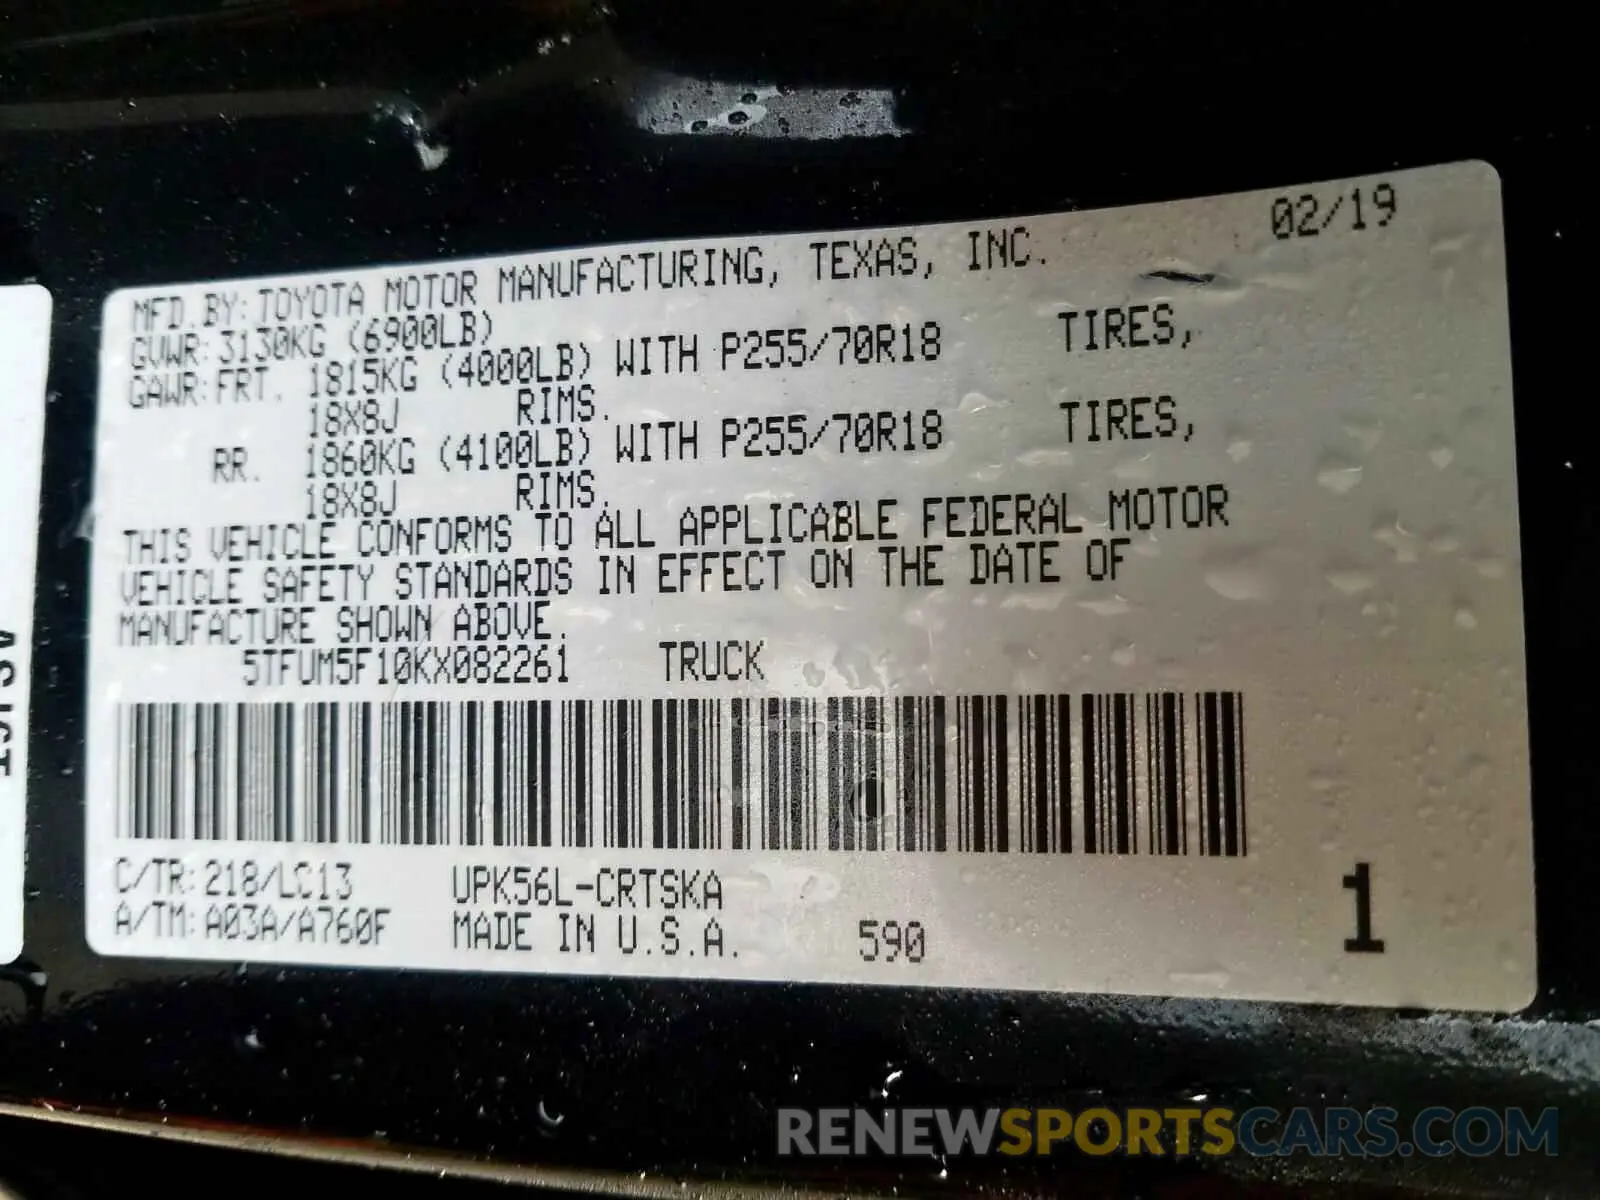 02/19
MFD.BY:TOYOTA MOTOR MANUFACTURING, TEXAS, INC.
GVWR:3130KG (6900LB)
GAWR:FRT. 1815KG (4000LB) WITH P255/70R18 TIRES,
18X8J RIMS.
RR. 1860KG (4100LB) WITH P255/70R18 TIRES,
18X8J RIMS.
THIS VEHICLE CONFORMS TO ALL APPLICABLE FEDERAL MOTOR
VEHICLE SAFETY STANDARDS IN EFFECT ON THE DATE OF
MANUFACTURE SHOWN ABOVE.
5TFUM5F10KX082261 TRUCK
C/TR:218/LC13 UPK56L-CRTSKA
A/TM:A03A/A760F MADE IN U.S.A. 590
1
RENEWSPORTSCARS.COM